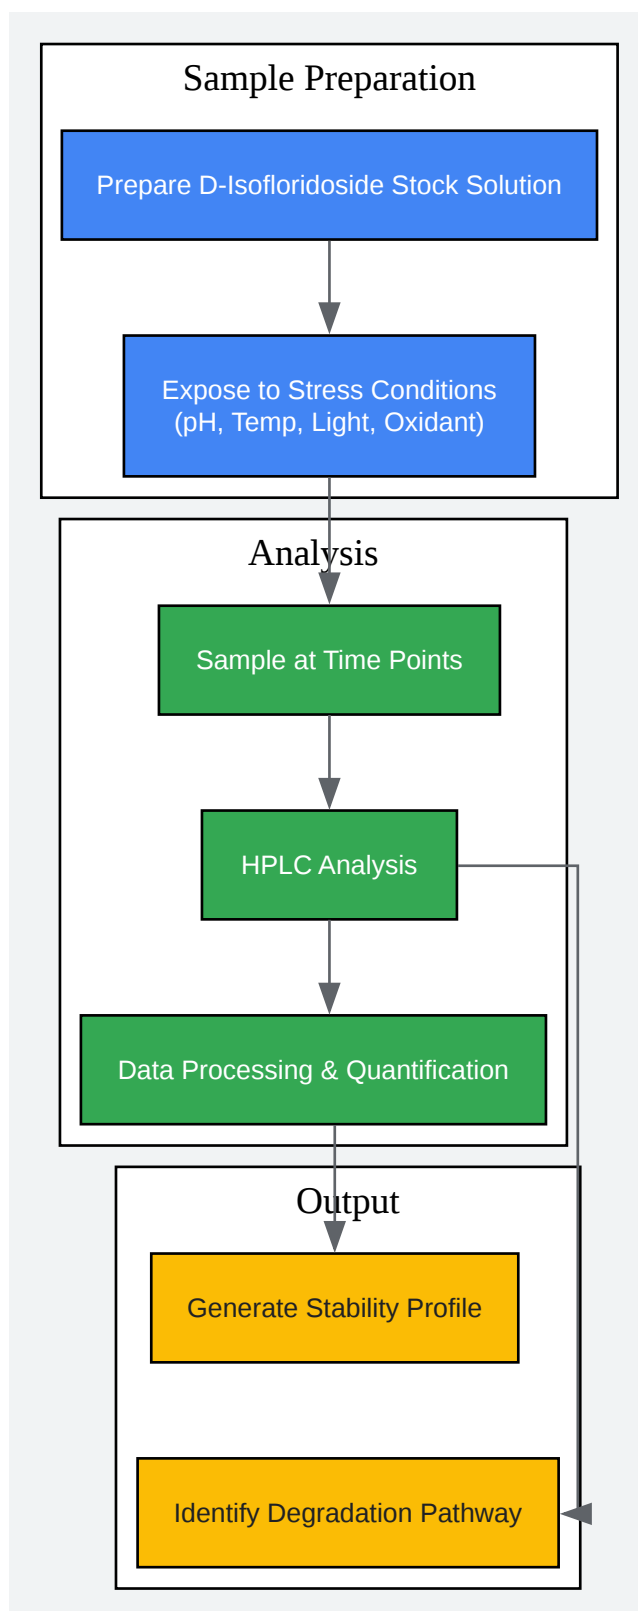 Sample Preparation
Prepare D-Isofloridoside Stock Solution
Expose to Stress Conditions
(pH, Temp, Light, Oxidant)
Analysis
Sample at Time Points
HPLC Analysis
Data Processing & Quantification
Output
Generate Stability Profile
Identify Degradation Pathway